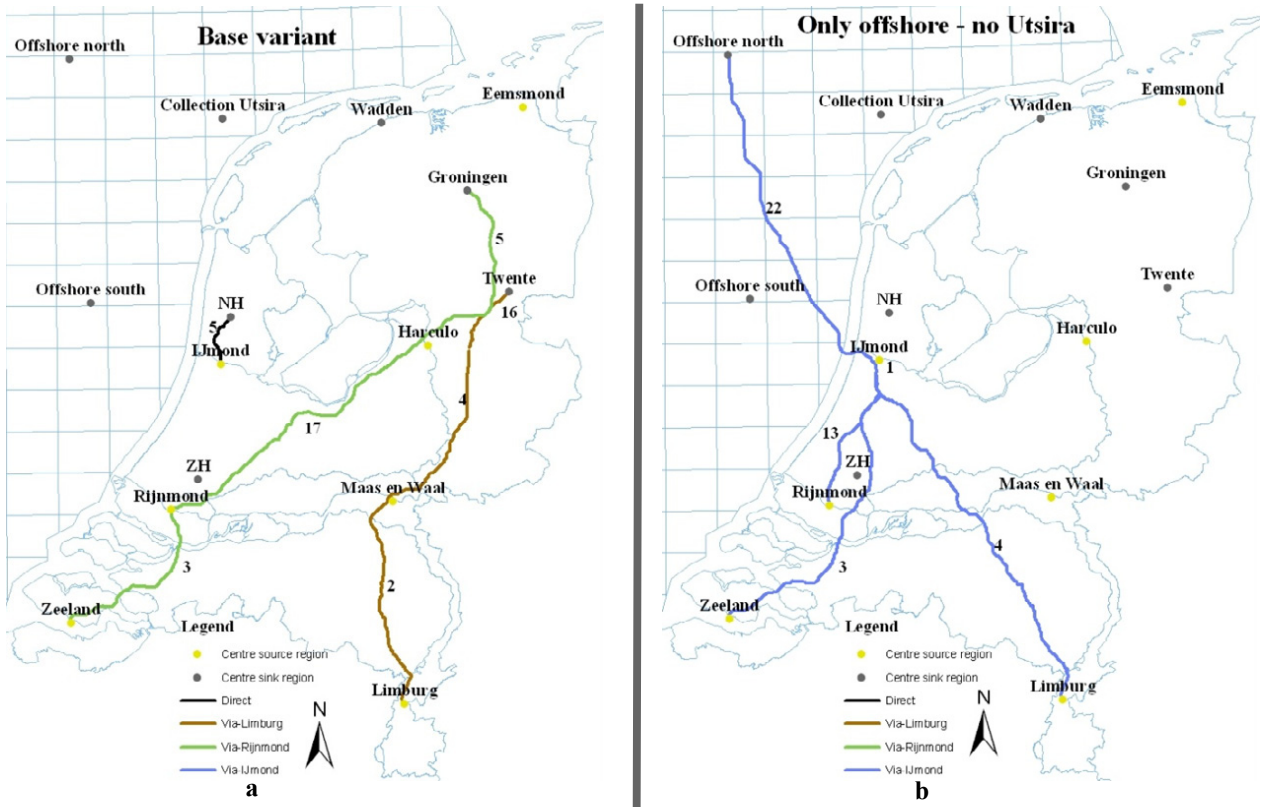 Base variant
Offshore north
Collection Utsira
Wadden
Eemsmond
Groningen
5
Twente
16
Offshore south
NH
5
IJmond
Harculo
4
17
ZH
Rijnmond
Maas en Waal
3
2
Zeeland
Limburg
Legend
Centre source region
Centre sink region
Direct
Via-Limburg
Via-Rijnmond
Via-IJmond
N
a
Only offshore - no Utsira
Offshore north
Collection Utsira
Wadden
Eemsmond
Groningen
22
Twente
Offshore south
NH
Harculo
IJmond
1
13
ZH
Rijnmond
Maas en Waal
4
3
Zeeland
Limburg
Legend
Centre source region
Centre sink region
Direct
Via-Limburg
Via-Rijnmond
Via-IJmond
N
b